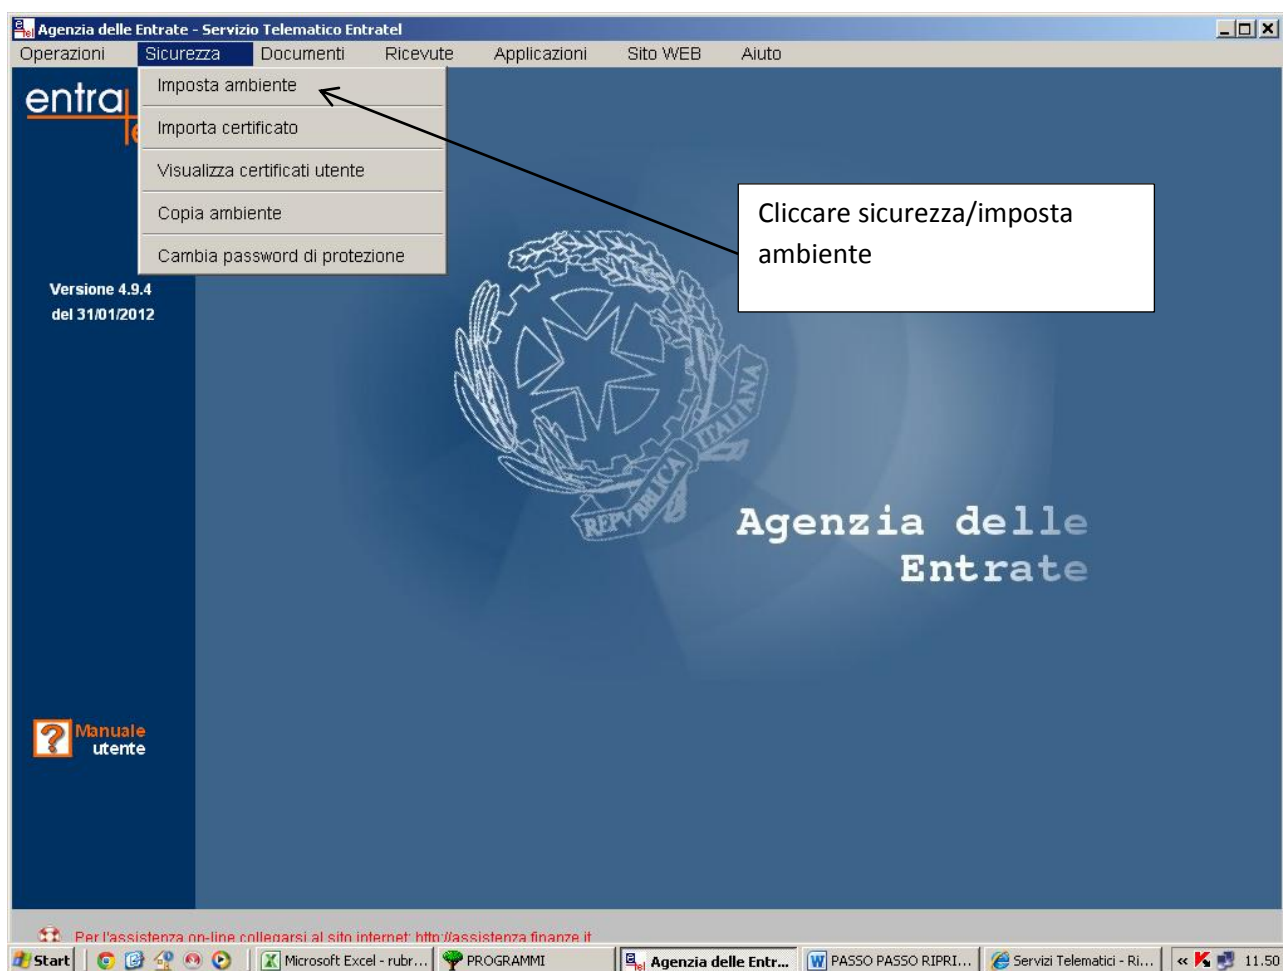 Agenzia delle Entrate - Servizio Telematico Entratel
Operazioni Sicurezza Documenti Ricevute Applicazioni Sito WEB Aiuto
entra
Imposta ambiente
Importa certificato
Visualizza certificati utente
Copia ambiente
Cambia password di protezione
Cliccare sicurezza/imposta
ambiente
Versione 4.9.4
del 31/01/2012
REPVBBLICA ITALIANA
Agenzia delle
Entrate
Manuale
utente
Per l'assistenza on-line collegarsi al sito internet: http://assistenza.finanze.it
Start Microsoft Excel - rubr... PROGRAMMI Agenzia delle Entr... PASSO PASSO RIPRI... Servizi Telematici - Ri... « 11.50